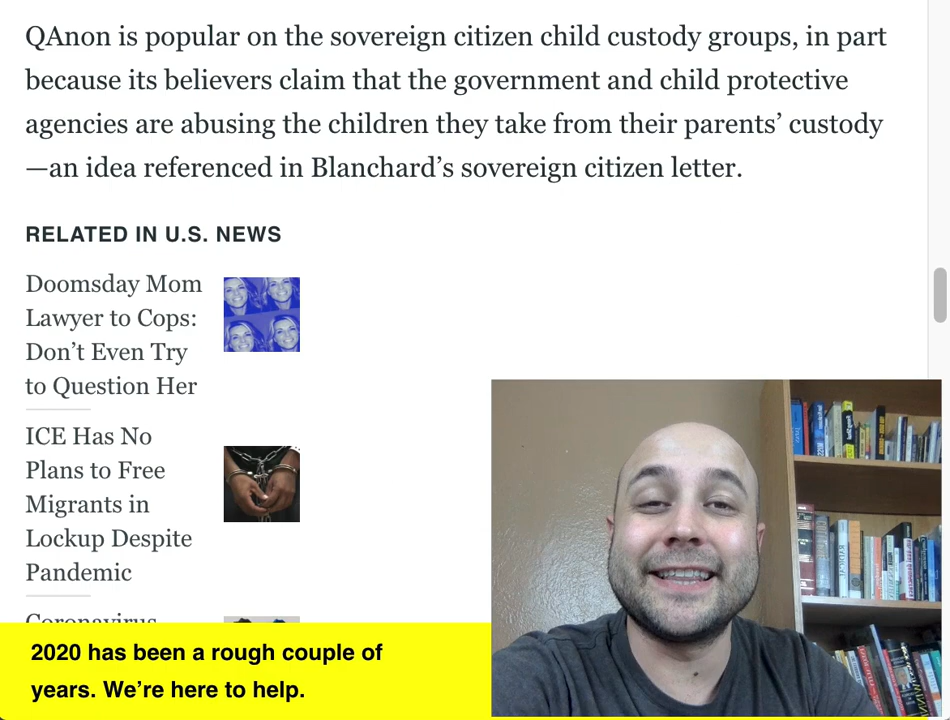 QAnon is popular on the sovereign citizen child custody groups, in part
because its believers claim that the government and child protective
agencies are abusing the children they take from their parents’ custody
—an idea referenced in Blanchard’s sovereign citizen letter.
RELATED IN U.S. NEWS
Doomsday Mom
Lawyer to Cops:
Don’t Even Try
to Question Her
ICE Has No
Plans to Free
Migrants in
Lockup Despite
Pandemic
Coronavirus
2020 has been a rough couple of
years. We’re here to help.